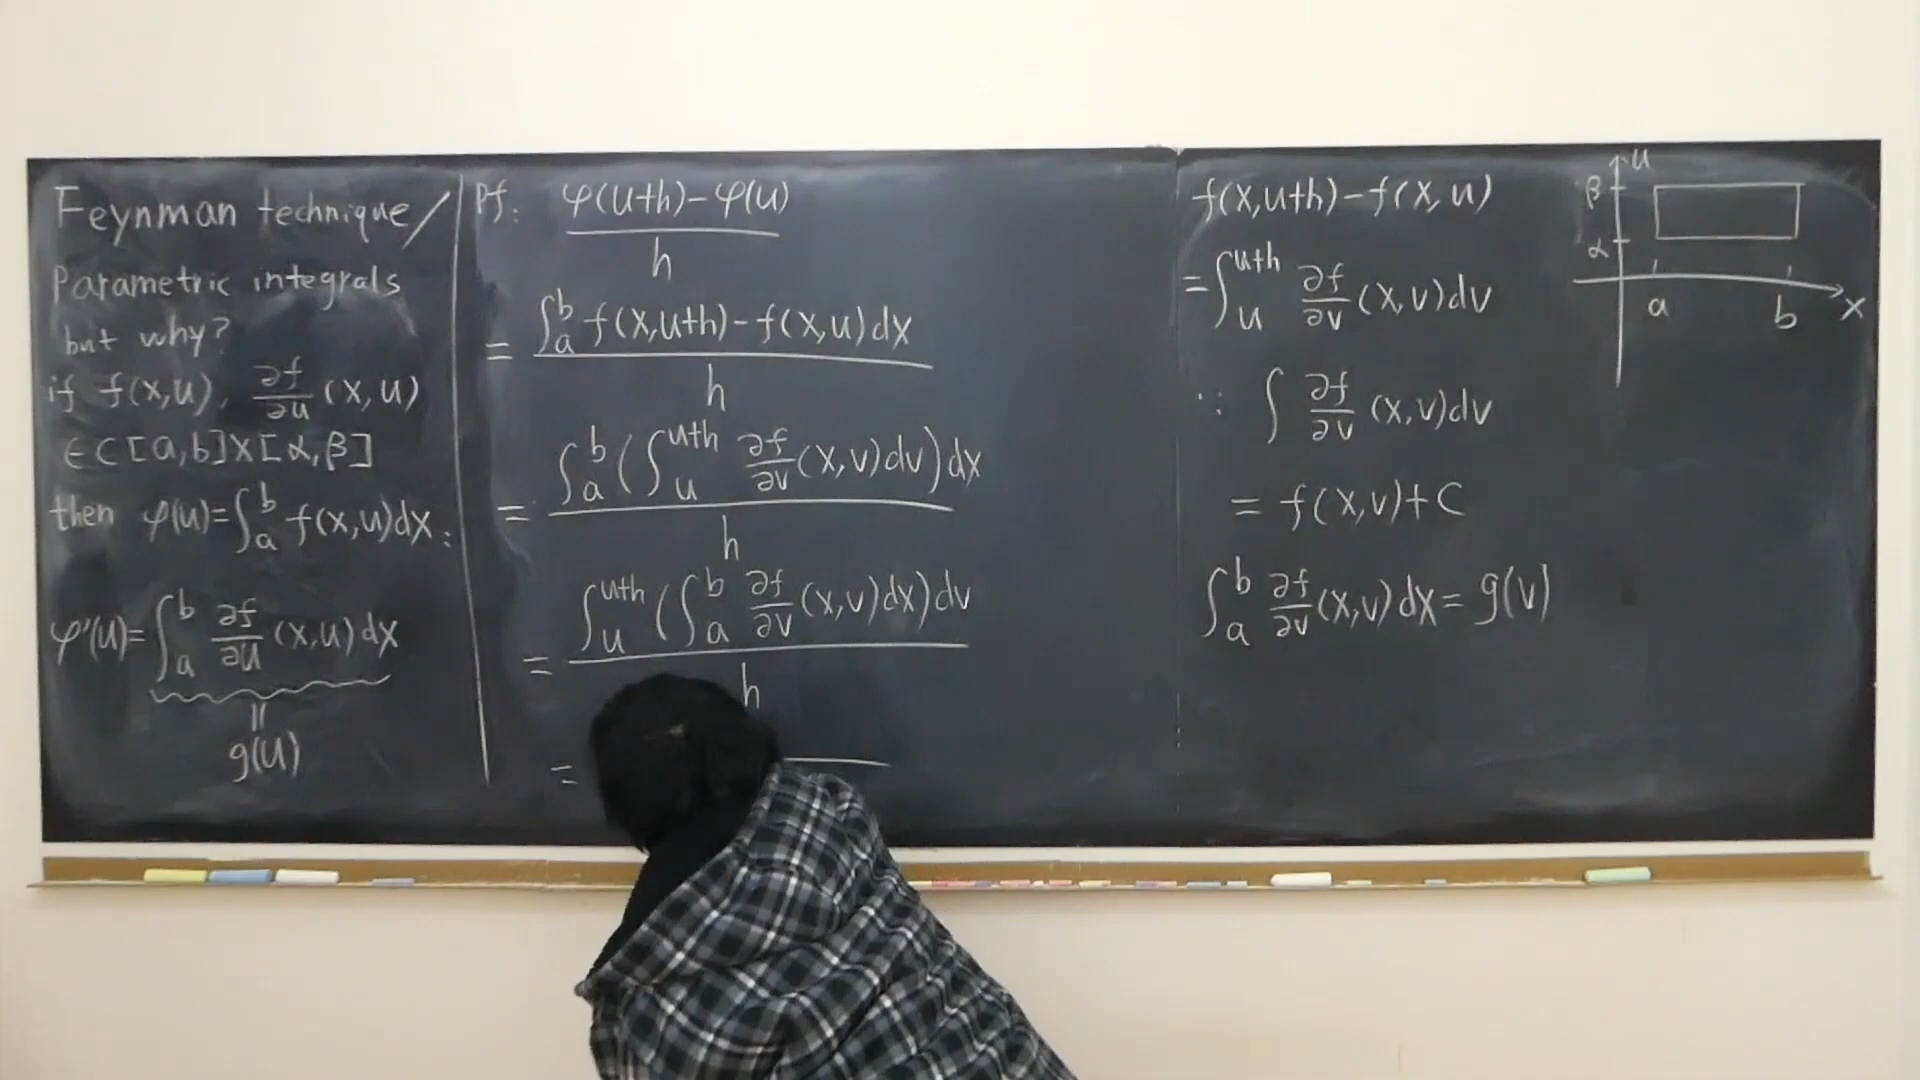 Feynman technique/
Parametric integrals
but why?
if f(x,u), ∂f/∂u (x,u)
∈C[a,b]X[α,β]
then φ(u)=∫_a^b f(x,u)dx:
φ'(u)=∫_a^b ∂f/∂u (x,u)dx
||
g(u)
Pf: (φ(u+h)-φ(u))/h
= (∫_a^b f(x,u+h)-f(x,u)dx)/h
= (∫_a^b (∫_u^{u+h} ∂f/∂v (x,v)dv)dx)/h
= (∫_u^{u+h} (∫_a^b ∂f/∂v (x,v)dx)dv)/h
=
f(x,u+h)-f(x,u)
= ∫_u^{u+h} ∂f/∂v (x,v)dv
∵ ∫ ∂f/∂v (x,v)dv
= f(x,v)+C
∫_a^b ∂f/∂v (x,v)dx = g(v)
u
β
α
a b x